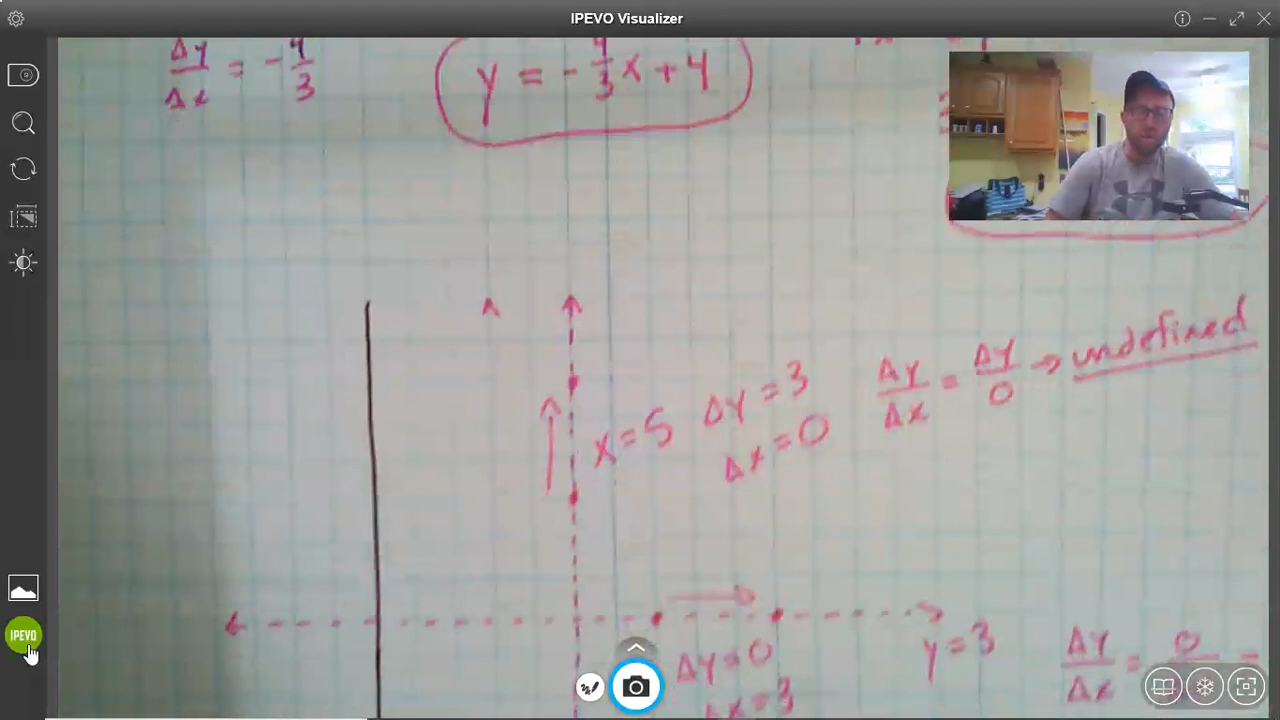 IPEVO Visualizer
Δy/Δx = -4/3
y = -4/3 x + 4
x = 5
Δy = 3
Δx = 0
Δy/Δx = Δy/0 → undefined
y = 3
Δy = 0
Δx = 3
Δy/Δx = 0
IPEVO